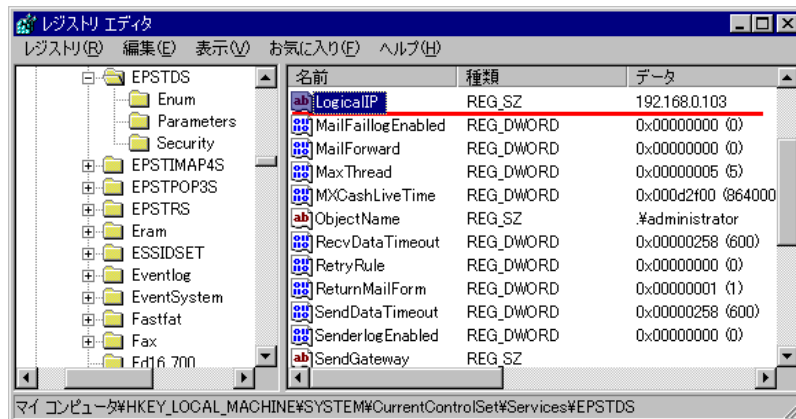 レジストリ エディタ
レジストリ(R) 編集(E) 表示(V) お気に入り(F) ヘルプ(H)
EPSTDS
Enum
Parameters
Security
EPSTIMAP4S
EPSTPOP3S
EPSTRS
Eram
ESSIDSET
Eventlog
EventSystem
Fastfat
Fax
Fd16_700
名前 種類 データ
LogicalIP REG_SZ 192.168.0.103
MailFaillogEnabled REG_DWORD 0x00000000 (0)
MailForward REG_DWORD 0x00000000 (0)
MaxThread REG_DWORD 0x00000005 (5)
MXCashLiveTime REG_DWORD 0x000d2f00 (864000
ObjectName REG_SZ .¥administrator
RecvDataTimeout REG_DWORD 0x00000258 (600)
RetryRule REG_DWORD 0x00000000 (0)
ReturnMailForm REG_DWORD 0x00000001 (1)
SendDataTimeout REG_DWORD 0x00000258 (600)
SenderlogEnabled REG_DWORD 0x00000000 (0)
SendGateway REG_SZ
マイ コンピュータ¥HKEY_LOCAL_MACHINE¥SYSTEM¥CurrentControlSet¥Services¥EPSTDS